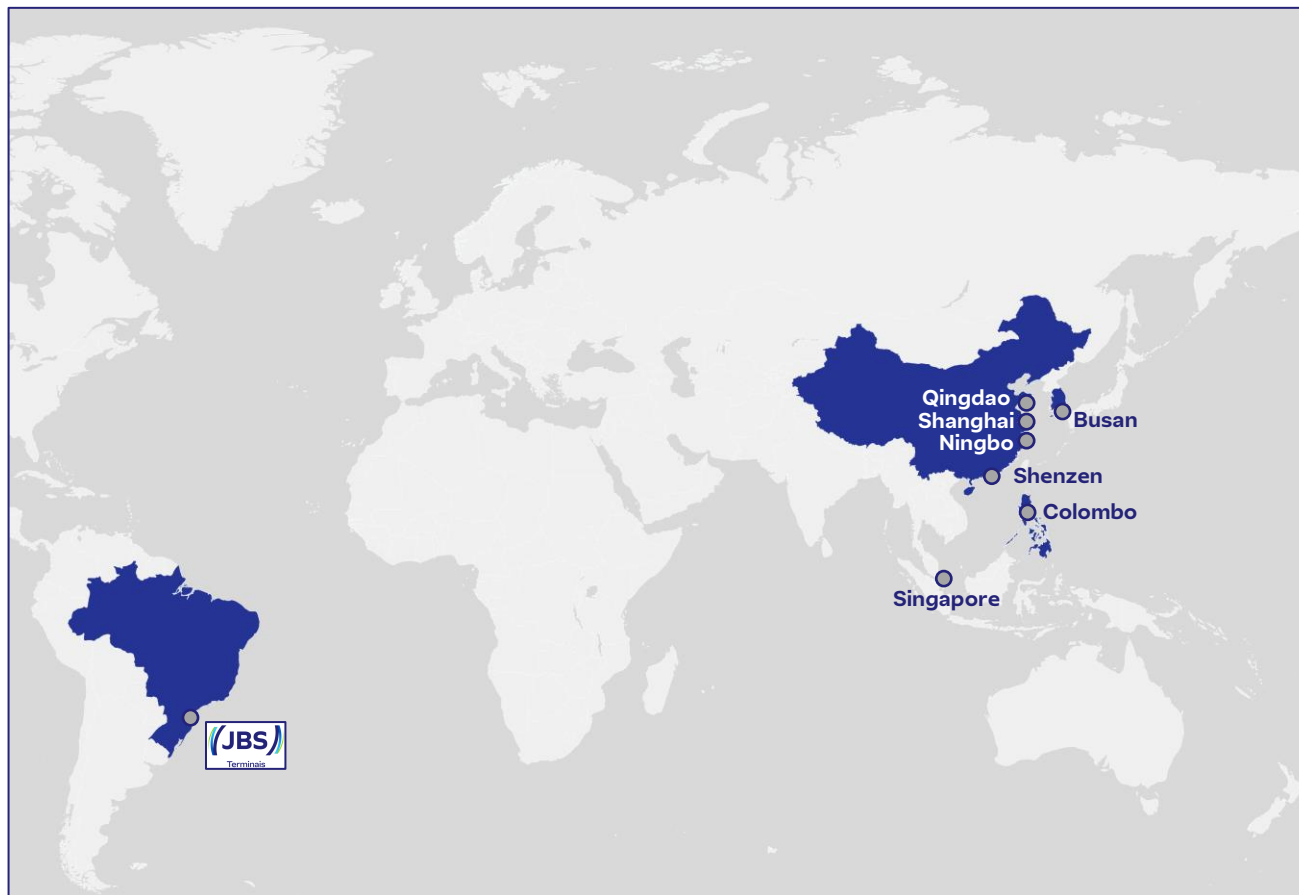 Qingdao
Shanghai
Busan
Ningbo
Shenzen
Colombo
Singapore
(JBS)
Terminais